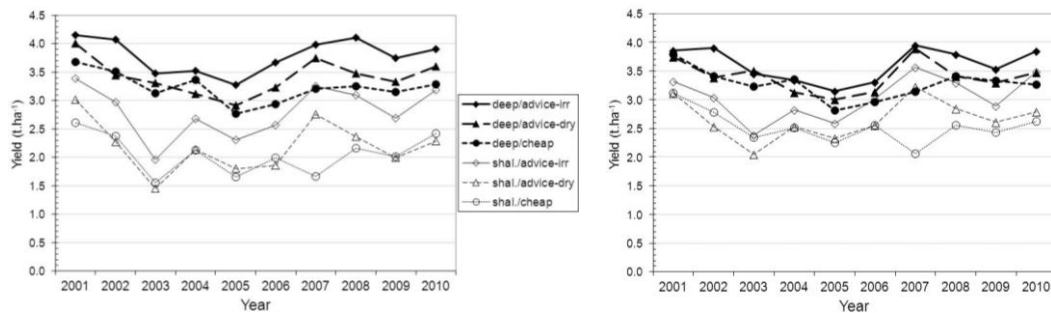 4.5
4.0
3.5
3.0
2.5
2.0
1.5
1.0
0.5
0.0
Yield (t.ha⁻¹)
2001 2002 2003 2004 2005 2006 2007 2008 2009 2010
Year
deep/advice-irr
deep/advice-dry
deep/cheap
shal./advice-irr
shal./advice-dry
shal./cheap
4.5
4.0
3.5
3.0
2.5
2.0
1.5
1.0
0.5
0.0
Yield (t.ha⁻¹)
2001 2002 2003 2004 2005 2006 2007 2008 2009 2010
Year